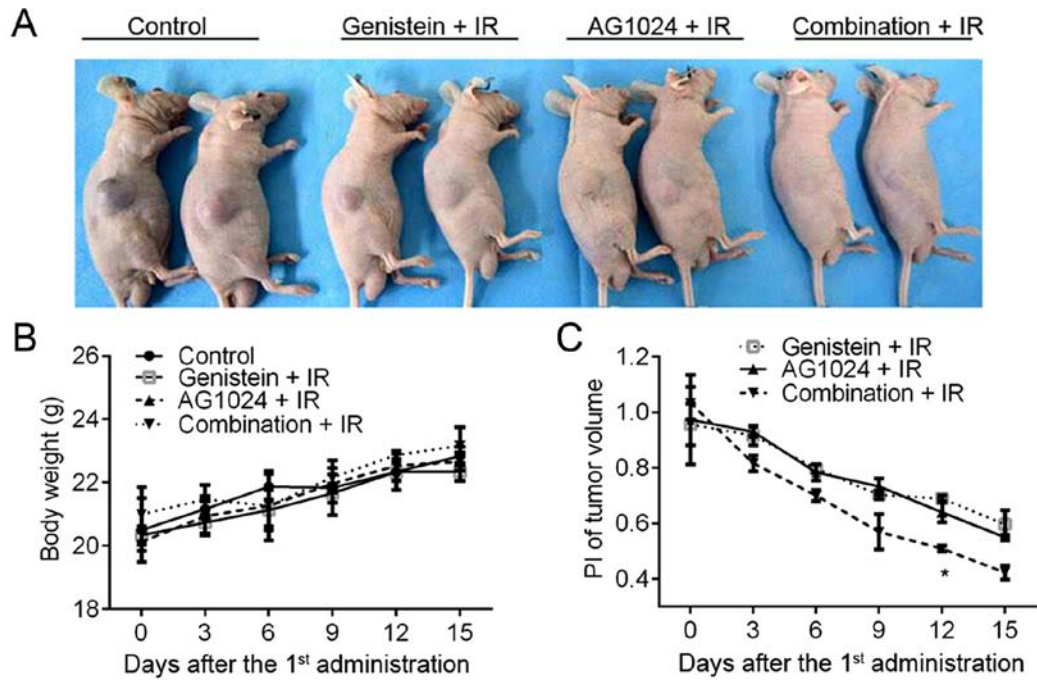 A
Control
Genistein + IR
AG1024 + IR
Combination + IR
B
Control
Genistein + IR
AG1024 + IR
Combination + IR
Body weight (g)
26
24
22
20
18
0 3 6 9 12 15
Days after the 1st administration
C
Genistein + IR
AG1024 + IR
Combination + IR
PI of tumor volume
1.2
1.0
0.8
0.6
0.4
*
0 3 6 9 12 15
Days after the 1st administration